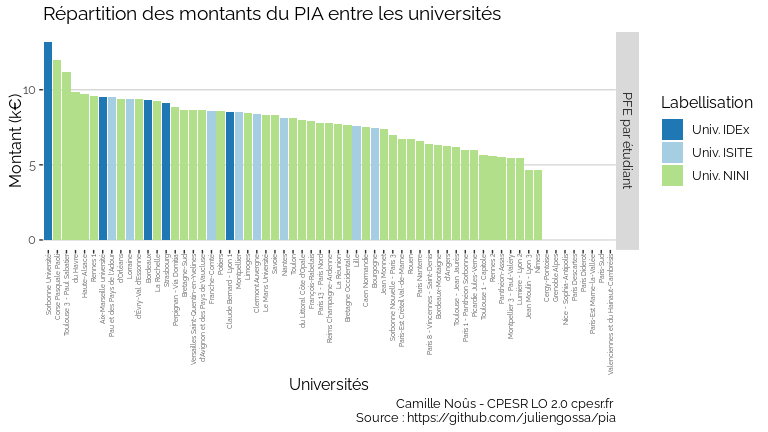 Répartition des montants du PIA entre les universités
Montant (k€)
10
5
0
PFE par étudiant
Labellisation
Univ. IDEx
Univ. ISITE
Univ. NINI
Sorbonne Université
Corse Pasquale Paoli
Toulouse 3 - Paul Sabatier
du Havre
Haute-Alsace
Rennes 1
Aix-Marseille Université
Pau et des Pays de l'Adour
d'Orléans
Lorraine
d'Évry-Val d'Essonne
Bordeaux
La Rochelle
Strasbourg
Perpignan - Via Domitia
Bretagne-Sud
Versailles Saint-Quentin-en-Yvelines
d'Avignon et des Pays de Vaucluse
Franche-Comté
Poitiers
Claude Bernard - Lyon 1
Montpellier
Limoges
Clermont Auvergne
Le Mans Université
Savoie
Nantes
Toulon
du Littoral Côte d'Opale
François-Rabelais
Paris 13 - Paris Nord
Reims Champagne-Ardenne
La Réunion
Bretagne Occidentale
Lille
Caen Normandie
Bourgogne
Jean Monnet
Sorbonne Nouvelle - Paris 3
Paris-Est Créteil Val-de-Marne
Rouen
Paris Nanterre
Paris 8 - Vincennes - Saint-Denis
Bordeaux-Montaigne
d'Angers
Toulouse - Jean Jaurès
Paris 1 - Panthéon Sorbonne
Picardie Jules-Verne
Toulouse 1 - Capitole
Rennes 2
Panthéon-Assas
Montpellier 3 - Paul-Valéry
Lumière - Lyon 2
Jean Moulin - Lyon 3
Nîmes
Cergy-Pontoise
Grenoble Alpes
Nice - Sophia-Antipolis
Paris Descartes
Paris Diderot
Paris-Est Marne-la-Vallée
Paris-Sud
Valenciennes et du Hainaut-Cambrésis
Universités
Camille Noûs - CPESR LO 2.0 cpesr.fr
Source : https://github.com/juliengossa/pia